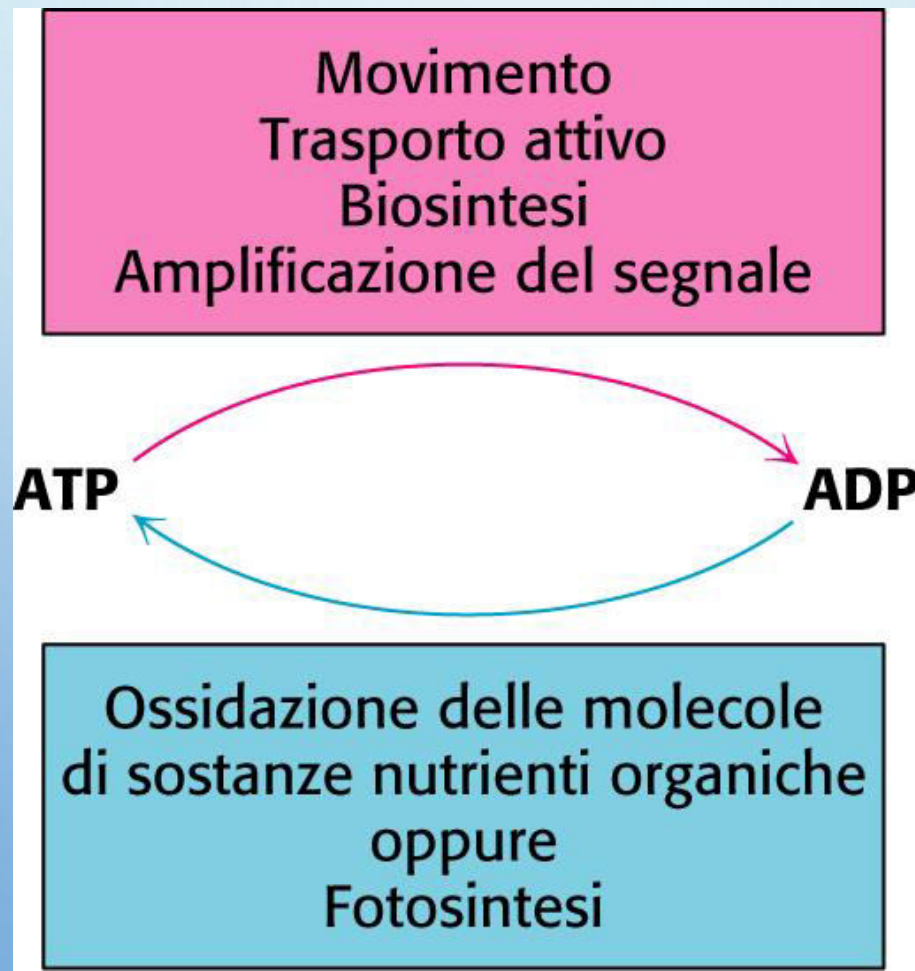 Movimento
Trasporto attivo
Biosintesi
Amplificazione del segnale
ATP
ADP
Ossidazione delle molecole
di sostanze nutrienti organiche
oppure
Fotosintesi